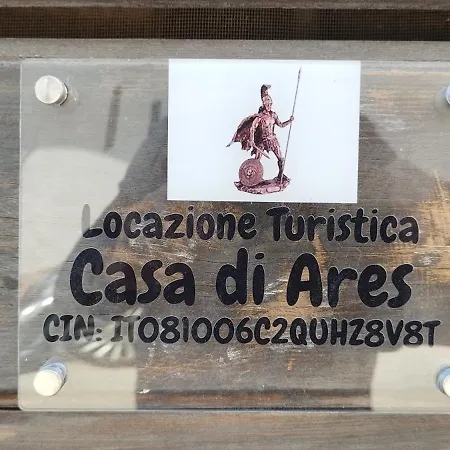 Locazione Turistica
Casa di Ares
CIN: IT081006C2QUHZ8V8T